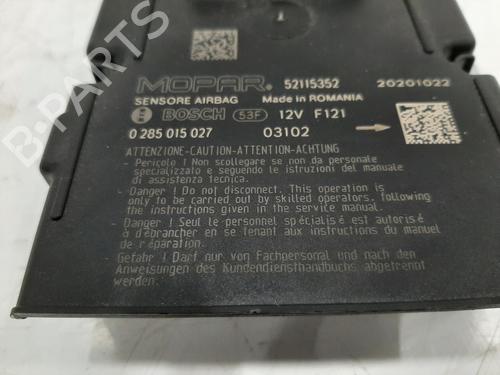 MOPAR. 52115352 20201022
SENSORE AIRBAG Made in ROMANIA
BOSCH 53F 12V F121
0 285 015 027 03102
ATTENZIONE-CAUTION-ATTENTION-ACHTUNG
- Pericolo ! Non scollegare se non da personale
specializzato e seguendo le istruzioni del manuale
di assistenza tecnica.
- Danger ! Do not disconnect. This operation is
only to be carried out by skilled operators, following
the instructions given in the service manual.
- Danger ! Seul le personnel spécialisé est autorisé
à débrancher en se tenant aux instructions du manuel
de réparation.
- Gefahr ! Darf nur von Fachpersonal und nach den
Anweisungen des Kundendiensthandbuchs abgetrennt
werden.
B-PARTS